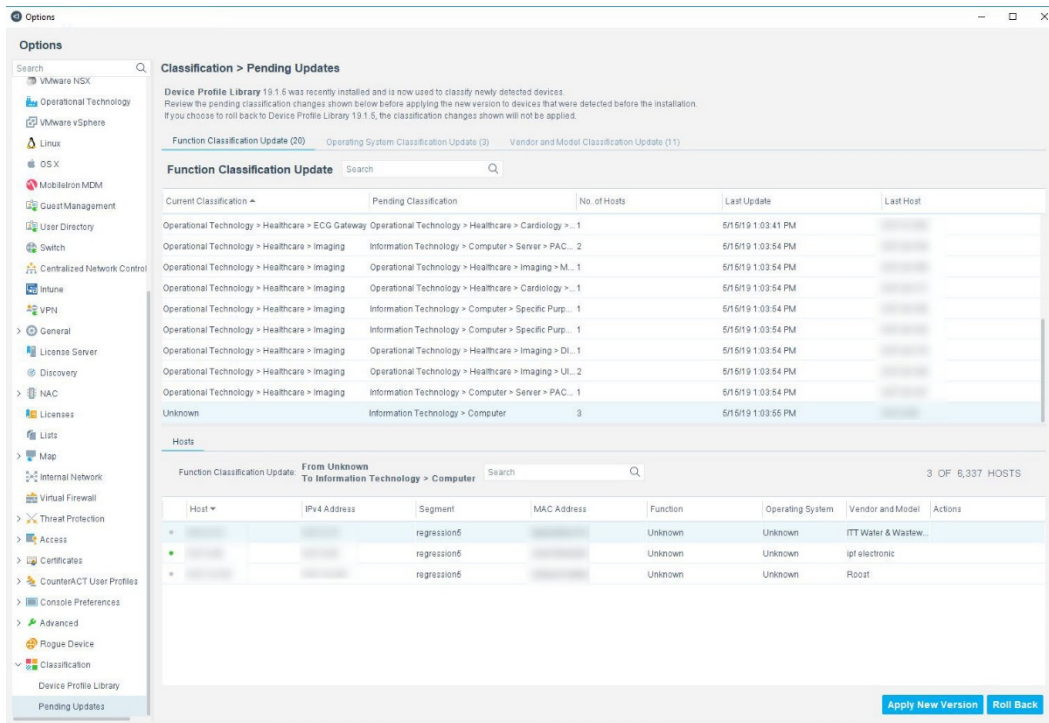 Options
Options
Search
VMware NSX
Operational Technology
VMware vSphere
Linux
OS X
MobileIron MDM
Guest Management
User Directory
Switch
Centralized Network Control
Intune
VPN
General
License Server
Discovery
NAC
Licenses
Lists
Map
Internal Network
Virtual Firewall
Threat Protection
Access
Certificates
CounterACT User Profiles
Console Preferences
Advanced
Rogue Device
Classification
Device Profile Library
Pending Updates
Classification > Pending Updates
Device Profile Library 19.1.6 was recently installed and is now used to classify newly detected devices.
Review the pending classification changes shown below before applying the new version to devices that were detected before the installation.
If you choose to roll back to Device Profile Library 19.1.5, the classification changes shown will not be applied.
Function Classification Update (20) Operating System Classification Update (3) Vendor and Model Classification Update (11)
Function Classification Update Search
Current Classification Pending Classification No. of Hosts Last Update Last Host
Operational Technology > Healthcare > ECG Gateway Operational Technology > Healthcare > Cardiology >... 1 5/15/19 1:03:41 PM
Operational Technology > Healthcare > Imaging Information Technology > Computer > Server > PAC... 2 5/15/19 1:03:54 PM
Operational Technology > Healthcare > Imaging Operational Technology > Healthcare > Imaging > M... 1 5/15/19 1:03:54 PM
Operational Technology > Healthcare > Imaging Operational Technology > Healthcare > Cardiology >... 1 5/15/19 1:03:54 PM
Operational Technology > Healthcare > Imaging Information Technology > Computer > Specific Purp... 1 5/15/19 1:03:54 PM
Operational Technology > Healthcare > Imaging Information Technology > Computer > Specific Purp... 1 5/15/19 1:03:54 PM
Operational Technology > Healthcare > Imaging Operational Technology > Healthcare > Imaging > DI... 1 5/15/19 1:03:54 PM
Operational Technology > Healthcare > Imaging Operational Technology > Healthcare > Imaging > Ul... 2 5/15/19 1:03:54 PM
Operational Technology > Healthcare > Imaging Information Technology > Computer > Server > PAC... 1 5/15/19 1:03:54 PM
Unknown Information Technology > Computer 3 5/15/19 1:03:55 PM
Hosts
Function Classification Update: From Unknown
To Information Technology > Computer
Search
3 OF 6,337 HOSTS
Host IPv4 Address Segment MAC Address Function Operating System Vendor and Model Actions
regression5 Unknown Unknown ITT Water & Wastew...
regression5 Unknown Unknown ipf electronic
regression5 Unknown Unknown Roost
Apply New Version Roll Back